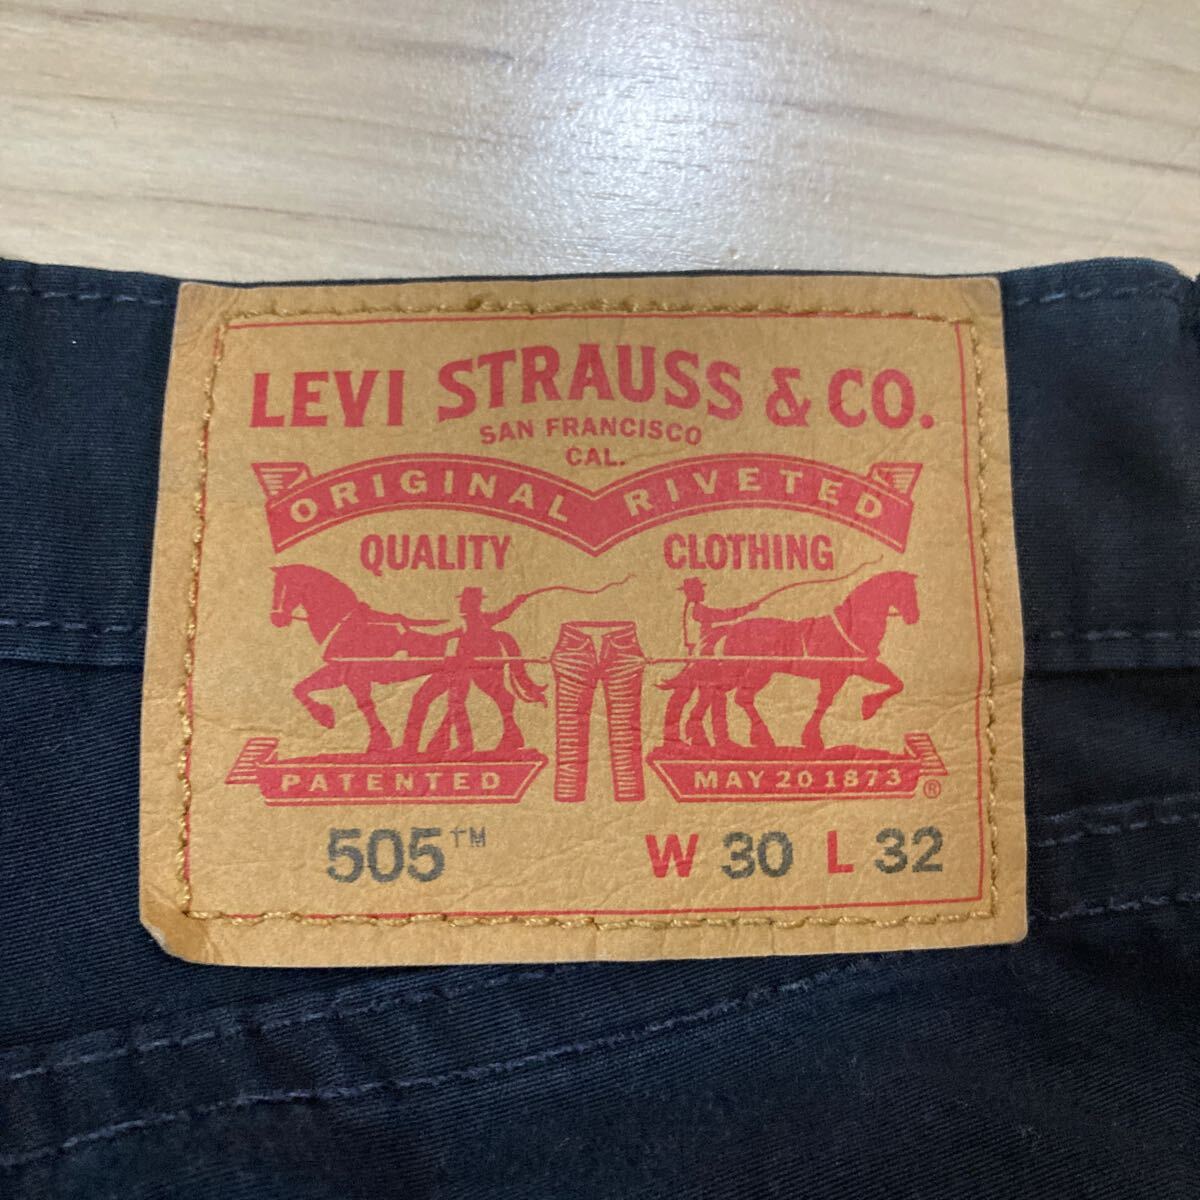 LEVI STRAUSS & CO.
SAN FRANCISCO
CAL.
ORIGINAL RIVETED
QUALITY CLOTHING
PATENTED MAY 20 1873 ®
505™ W 30 L 32